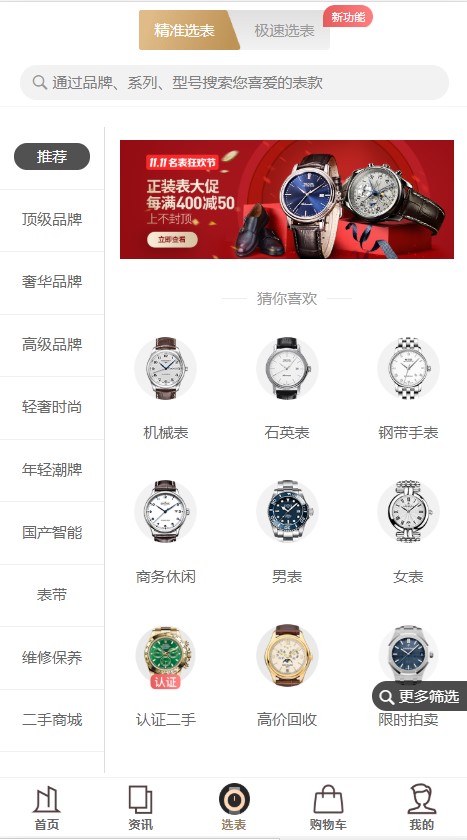 精准选表
极速选表
新功能
通过品牌、系列、型号搜索您喜爱的表款
推荐
顶级品牌
奢华品牌
高级品牌
轻奢时尚
年轻潮牌
国产智能
表带
维修保养
二手商城
11.11 名表狂欢节
正装表大促
每满400减50
上不封顶
立即查看
猜你喜欢
机械表
石英表
钢带手表
商务休闲
男表
女表
认证
认证二手
高价回收
限时拍卖
更多筛选
首页
资讯
选表
购物车
我的